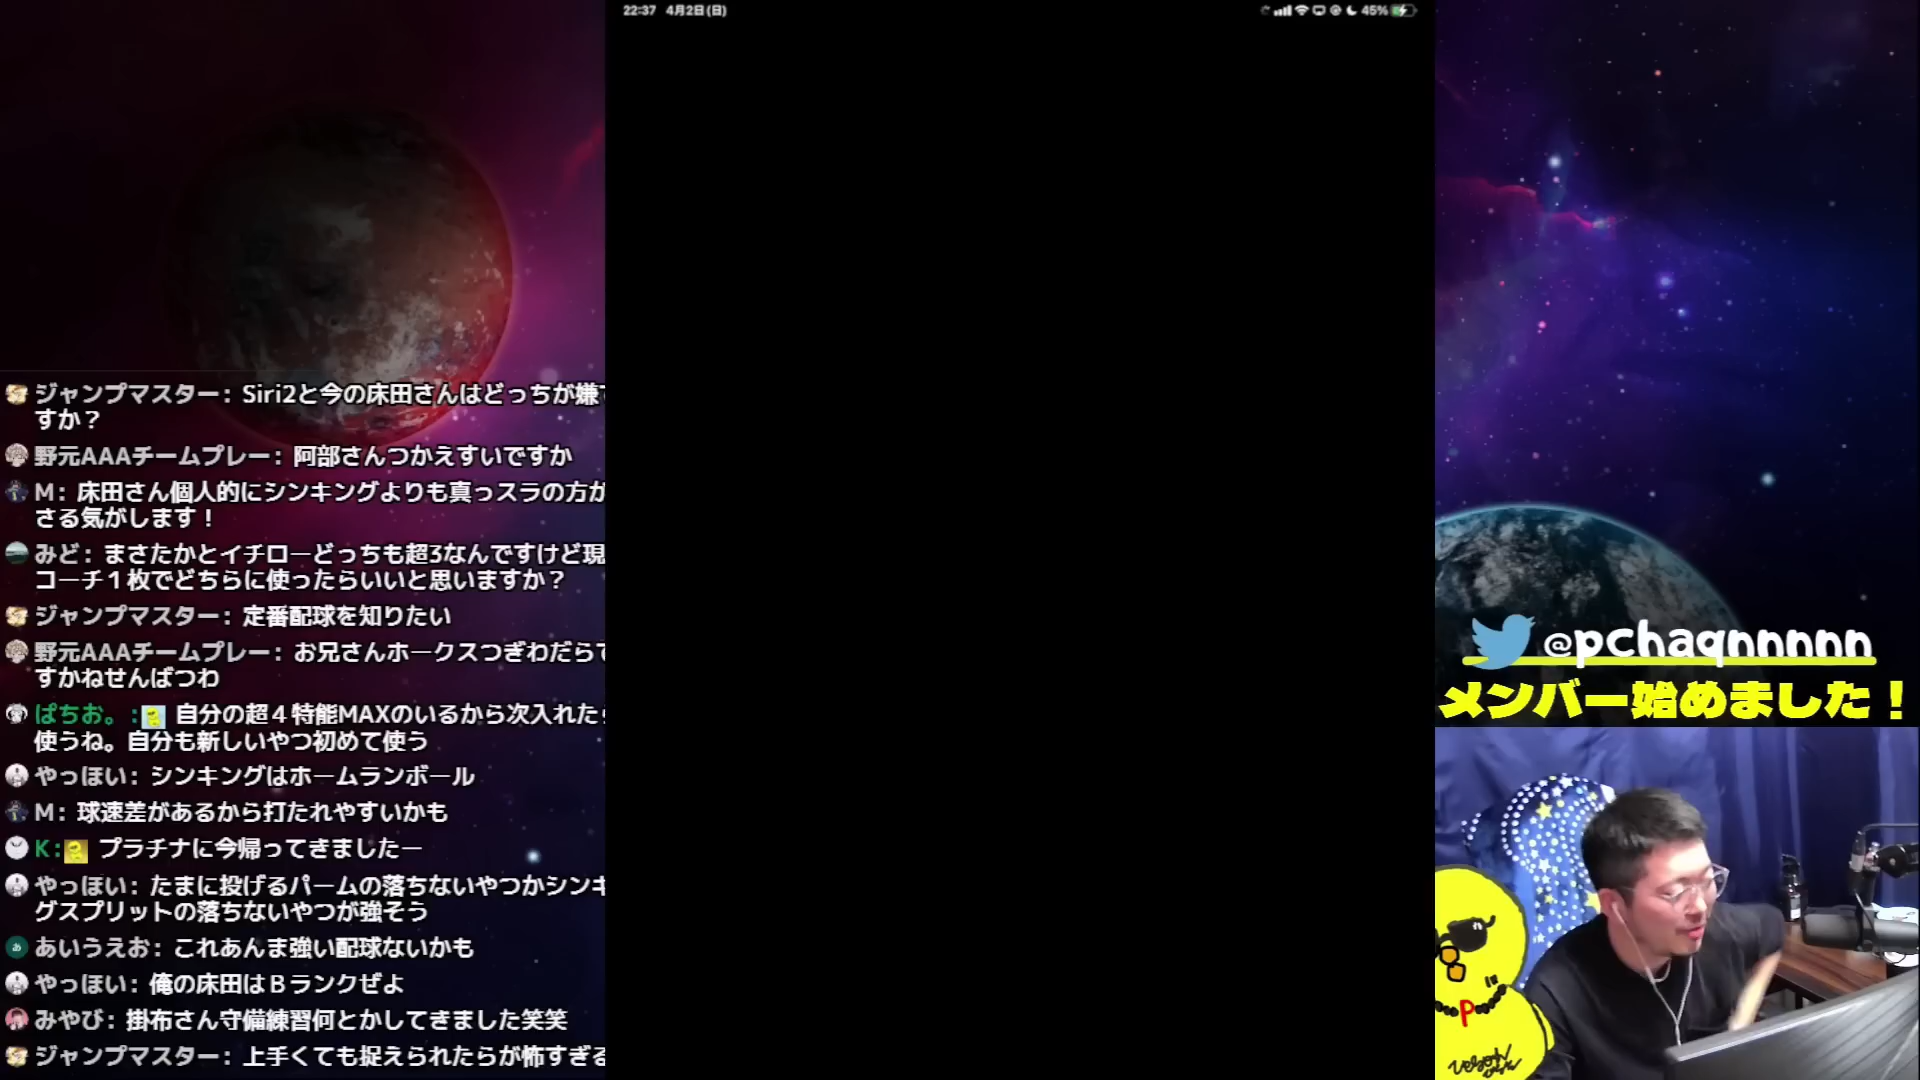 22:37 4月2日(日)
45%
ジャンプマスター: Siri2と今の床田さんはどっちが嫌で
すか?
野元AAAチームプレー: 阿部さんつかえすいですか
M: 床田さん個人的にシンキングよりも真っスラの方が
さる気がします!
みど: まさたかとイチローどっちも超3なんですけど現
コーチ1枚でどちらに使ったらいいと思いますか?
ジャンプマスター: 定番配球を知りたい
野元AAAチームプレー: お兄さんホークスつぎわだらで
すかねせんばつわ
ぱちお。: 自分の超4特能MAXのいるから次入れたら
使うね。自分も新しいやつ初めて使う
やっほい: シンキングはホームランボール
M: 球速差があるから打たれやすいかも
K: プラチナに今帰ってきましたー
やっほい: たまに投げるパームの落ちないやつかシンキ
グスプリットの落ちないやつが強そう
あいうえお: これあんま強い配球ないかも
やっほい: 俺の床田はBランクぜよ
みやび: 掛布さん守備練習何とかしてきました笑笑
ジャンプマスター: 上手くても捉えられたらが怖すぎる
@pchagnnnnn
メンバー始めました!
P